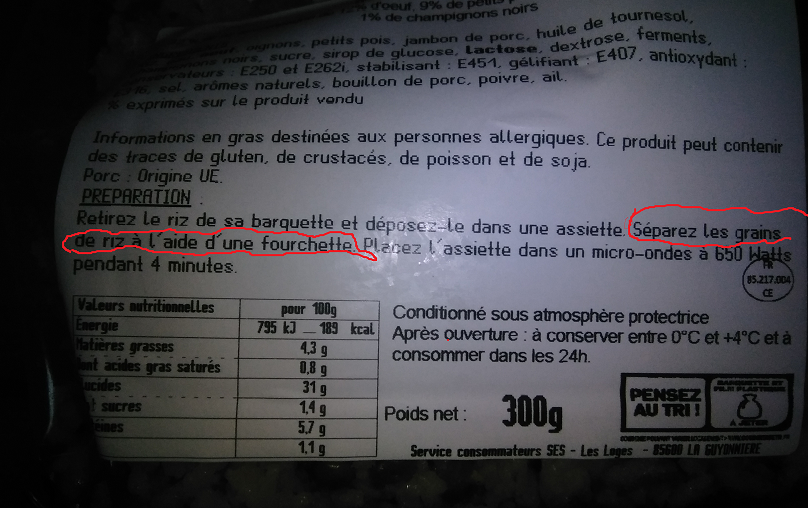 d'oeuf, 9% de
1% de champignons noirs
oignons, petits pois, jambon de porc, huile de tournesol,
noirs, sucre, sirop de glucose, Lactose, dextrose, ferments,
: E250 et E262i, stabilisant : E451, gélifiant : E407, antioxydant :
sel, arômes naturels, bouillon de porc, poivre, ail.
% exprimés sur le produit vendu
Informations en gras destinées aux personnes allergiques. Ce produit peut contenir
des traces de gluten, de crustacés, de poisson et de soja.
Porc : Origine UE.
PREPARATION :
Retirez le riz de sa barquette et déposez-le dans une assiette. Séparez les grains
de riz à l'aide d'une fourchette. Placez l'assiette dans un micro-ondes à 650 Watts
pendant 4 minutes.
FR
85.217.004
CE
Valeurs nutritionnelles pour 100g
Energie 795 kJ _ 189 kcal
Matières grasses 4,3 g
acides gras saturés 0,8 g
31 g
sucres 1,4 g
5,7 g
1,1 g
Conditionné sous atmosphère protectrice
Après ouverture : à conserver entre 0°C et +4°C et à
consommer dans les 24h.
Poids net : 300g
PENSEZ
AU TRI !
BARQUETTE ET
FILM PLASTIQUE
A JETER
Service consommateurs SES - Les Loges - 85600 LA GUYONNIERE